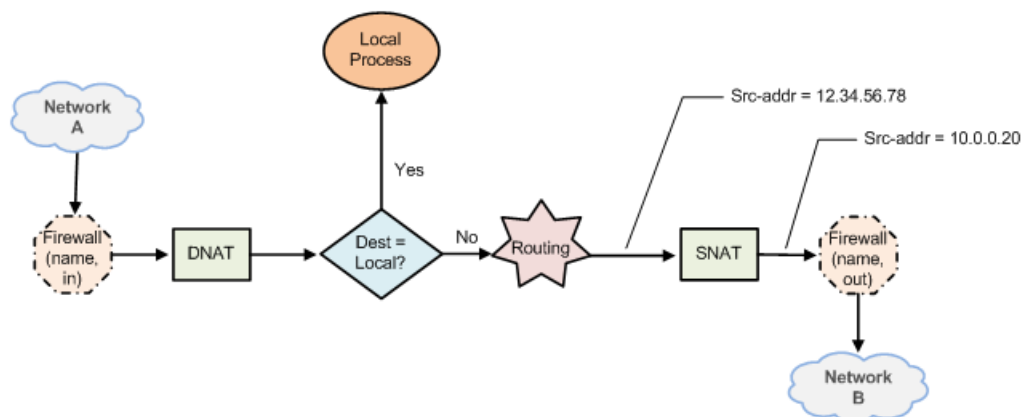 Local
Process
Network
A
Src-addr = 12.34.56.78
Src-addr = 10.0.0.20
Yes
Firewall
(name,
in)
DNAT
Dest =
Local?
No
Routing
SNAT
Firewall
(name,
out)
Network
B